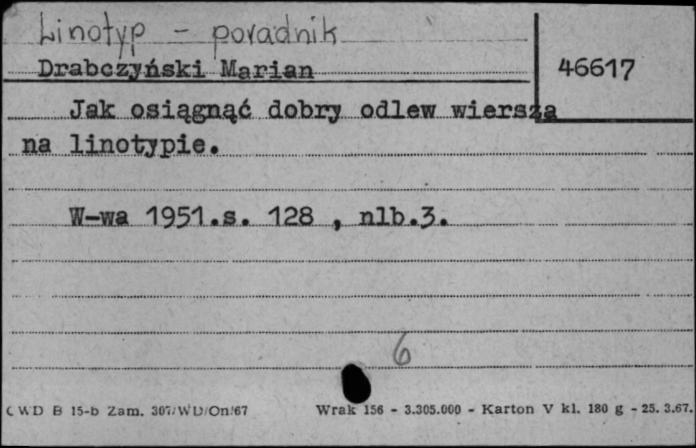 Linotyp - poradnik
Drabczyński Marian
46617
Jak osiągnąć dobry odlew wiersza
na linotypie.
W-wa 1951.s. 128 , nlb.3.
6
CWD B 15-b Zam. 307/WD/On/67 Wrak 156 - 3.305.000 - Karton V kl. 180 g - 25. 3.67.